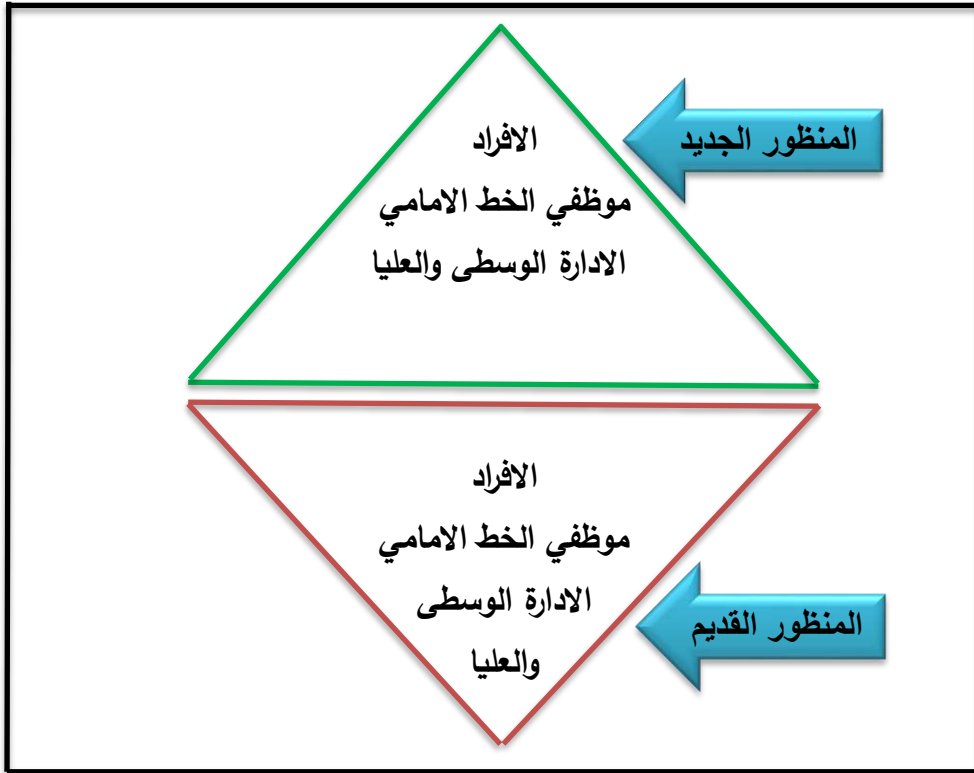 المنظور الجديد
الافراد
موظفي الخط الامامي
الادارة الوسطى والعليا
الافراد
موظفي الخط الامامي
الادارة الوسطى
والعليا
المنظور القديم